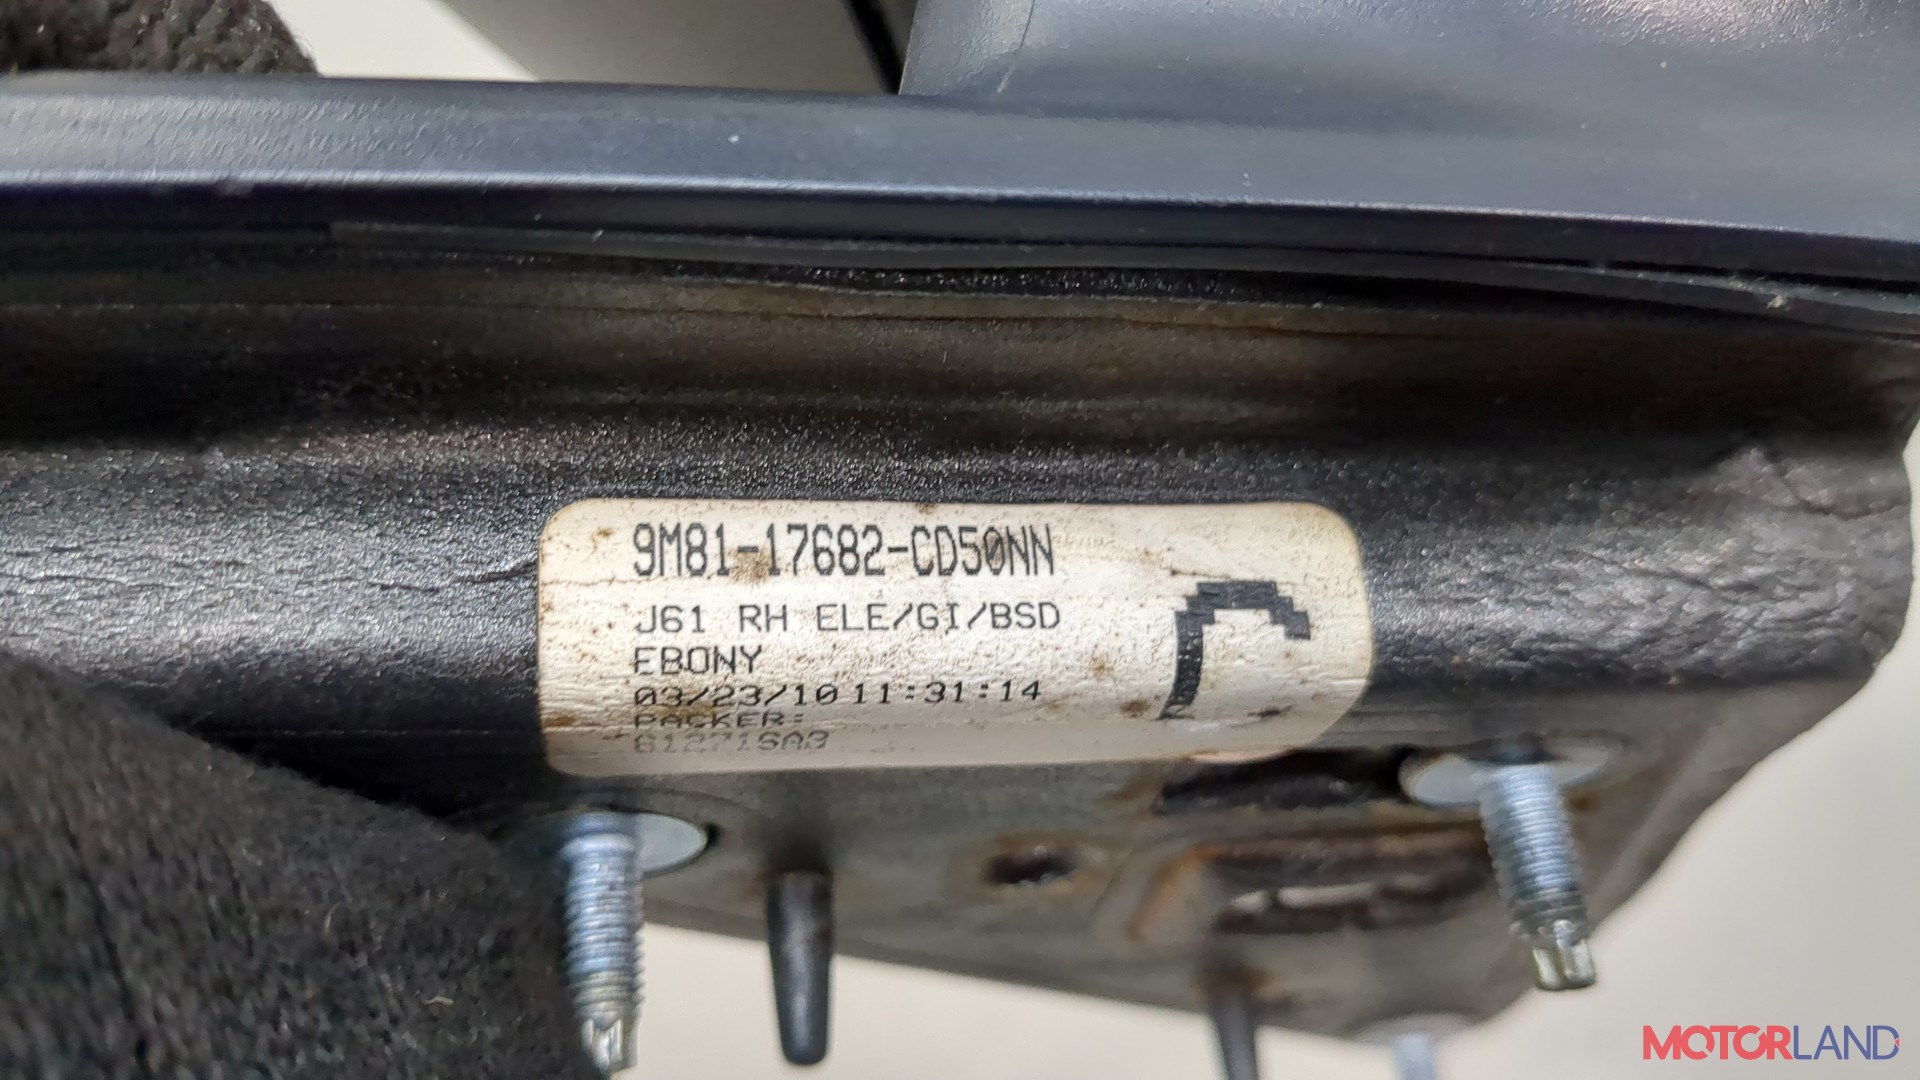 9M81-17682-CD50NN
J61 RH ELE/GI/BSD
EBONY
03/23/10 11:31:14
PACKER:
MOTORLAND